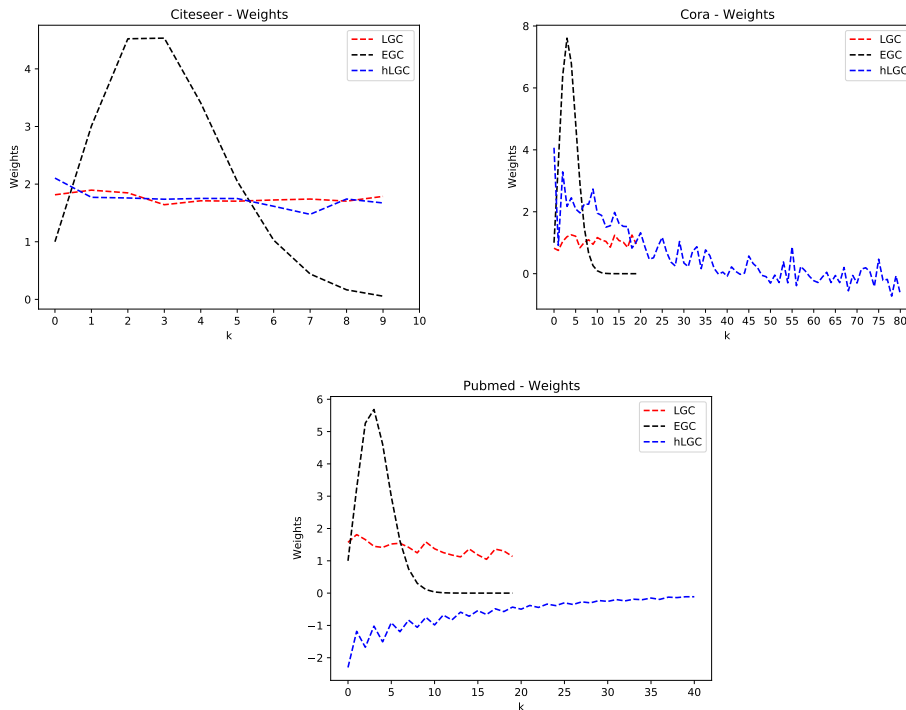 Citeseer - Weights
LGC
EGC
hLGC
Weights
4
3
2
1
0
0 1 2 3 4 5 6 7 8 9 10
k
Cora - Weights
LGC
EGC
hLGC
Weights
8
6
4
2
0
0 5 10 15 20 25 30 35 40 45 50 55 60 65 70 75 80
k
Pubmed - Weights
LGC
EGC
hLGC
Weights
6
5
4
3
2
1
0
−1
−2
0 5 10 15 20 25 30 35 40
k